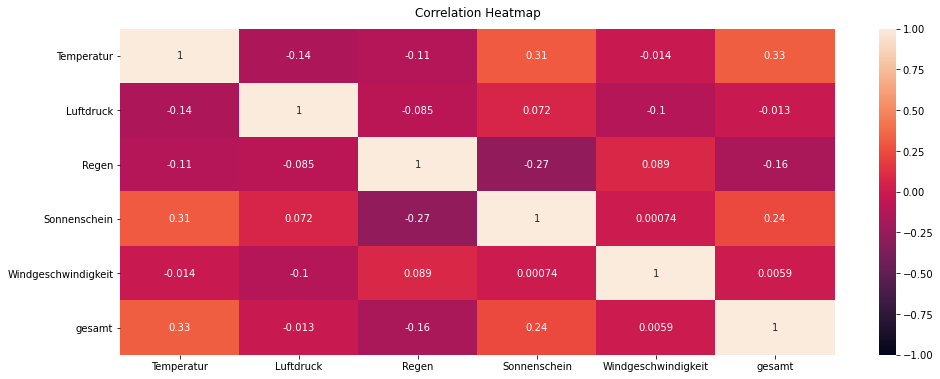 Correlation Heatmap
Temperatur 1 -0.14 -0.11 0.31 -0.014 0.33
Luftdruck -0.14 1 -0.085 0.072 -0.1 -0.013
Regen -0.11 -0.085 1 -0.27 0.089 -0.16
Sonnenschein 0.31 0.072 -0.27 1 0.00074 0.24
Windgeschwindigkeit -0.014 -0.1 0.089 0.00074 1 0.0059
gesamt 0.33 -0.013 -0.16 0.24 0.0059 1
Temperatur Luftdruck Regen Sonnenschein Windgeschwindigkeit gesamt
1.00
0.75
0.50
0.25
0.00
−0.25
−0.50
−0.75
−1.00